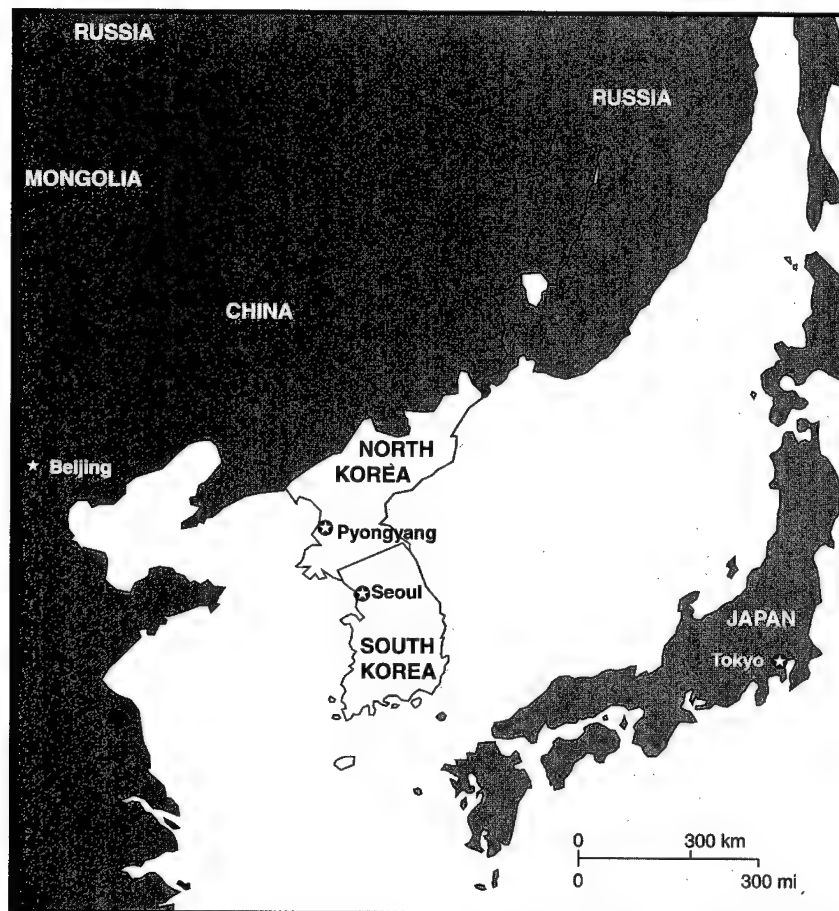 RUSSIA
RUSSIA
MONGOLIA
CHINA
NORTH
KOREA
Beijing
Pyongyang
Seoul
JAPAN
SOUTH
KOREA
Tokyo
0 300 km
0 300 mi